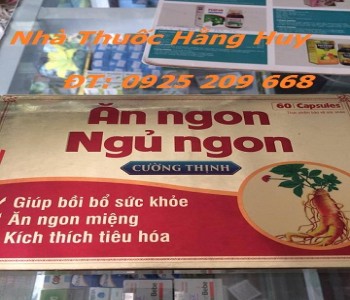 Nhà Thuốc Hằng Huy
ĐT: 0925 209 668
Ăn ngon
60 Capsules
Ngủ ngon
CƯỜNG THỊNH
Giúp bồi bổ sức khỏe
Ăn ngon miệng
Kích thích tiêu hóa